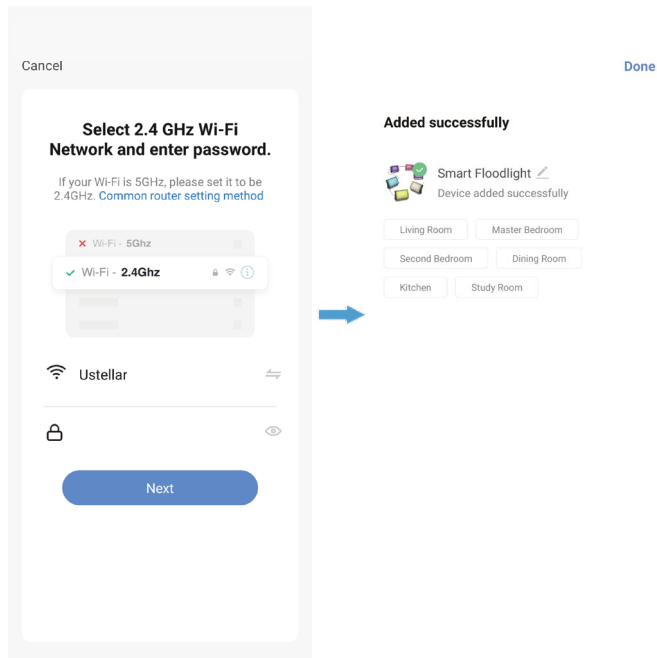 Cancel
Select 2.4 GHz Wi-Fi
Network and enter password.
If your Wi-Fi is 5GHz, please set it to be
2.4GHz. Common router setting method
Wi-Fi - 5Ghz
Wi-Fi - 2.4Ghz
Ustellar
Next
Done
Added successfully
Smart Floodlight
Device added successfully
Living Room Master Bedroom
Second Bedroom Dining Room
Kitchen Study Room